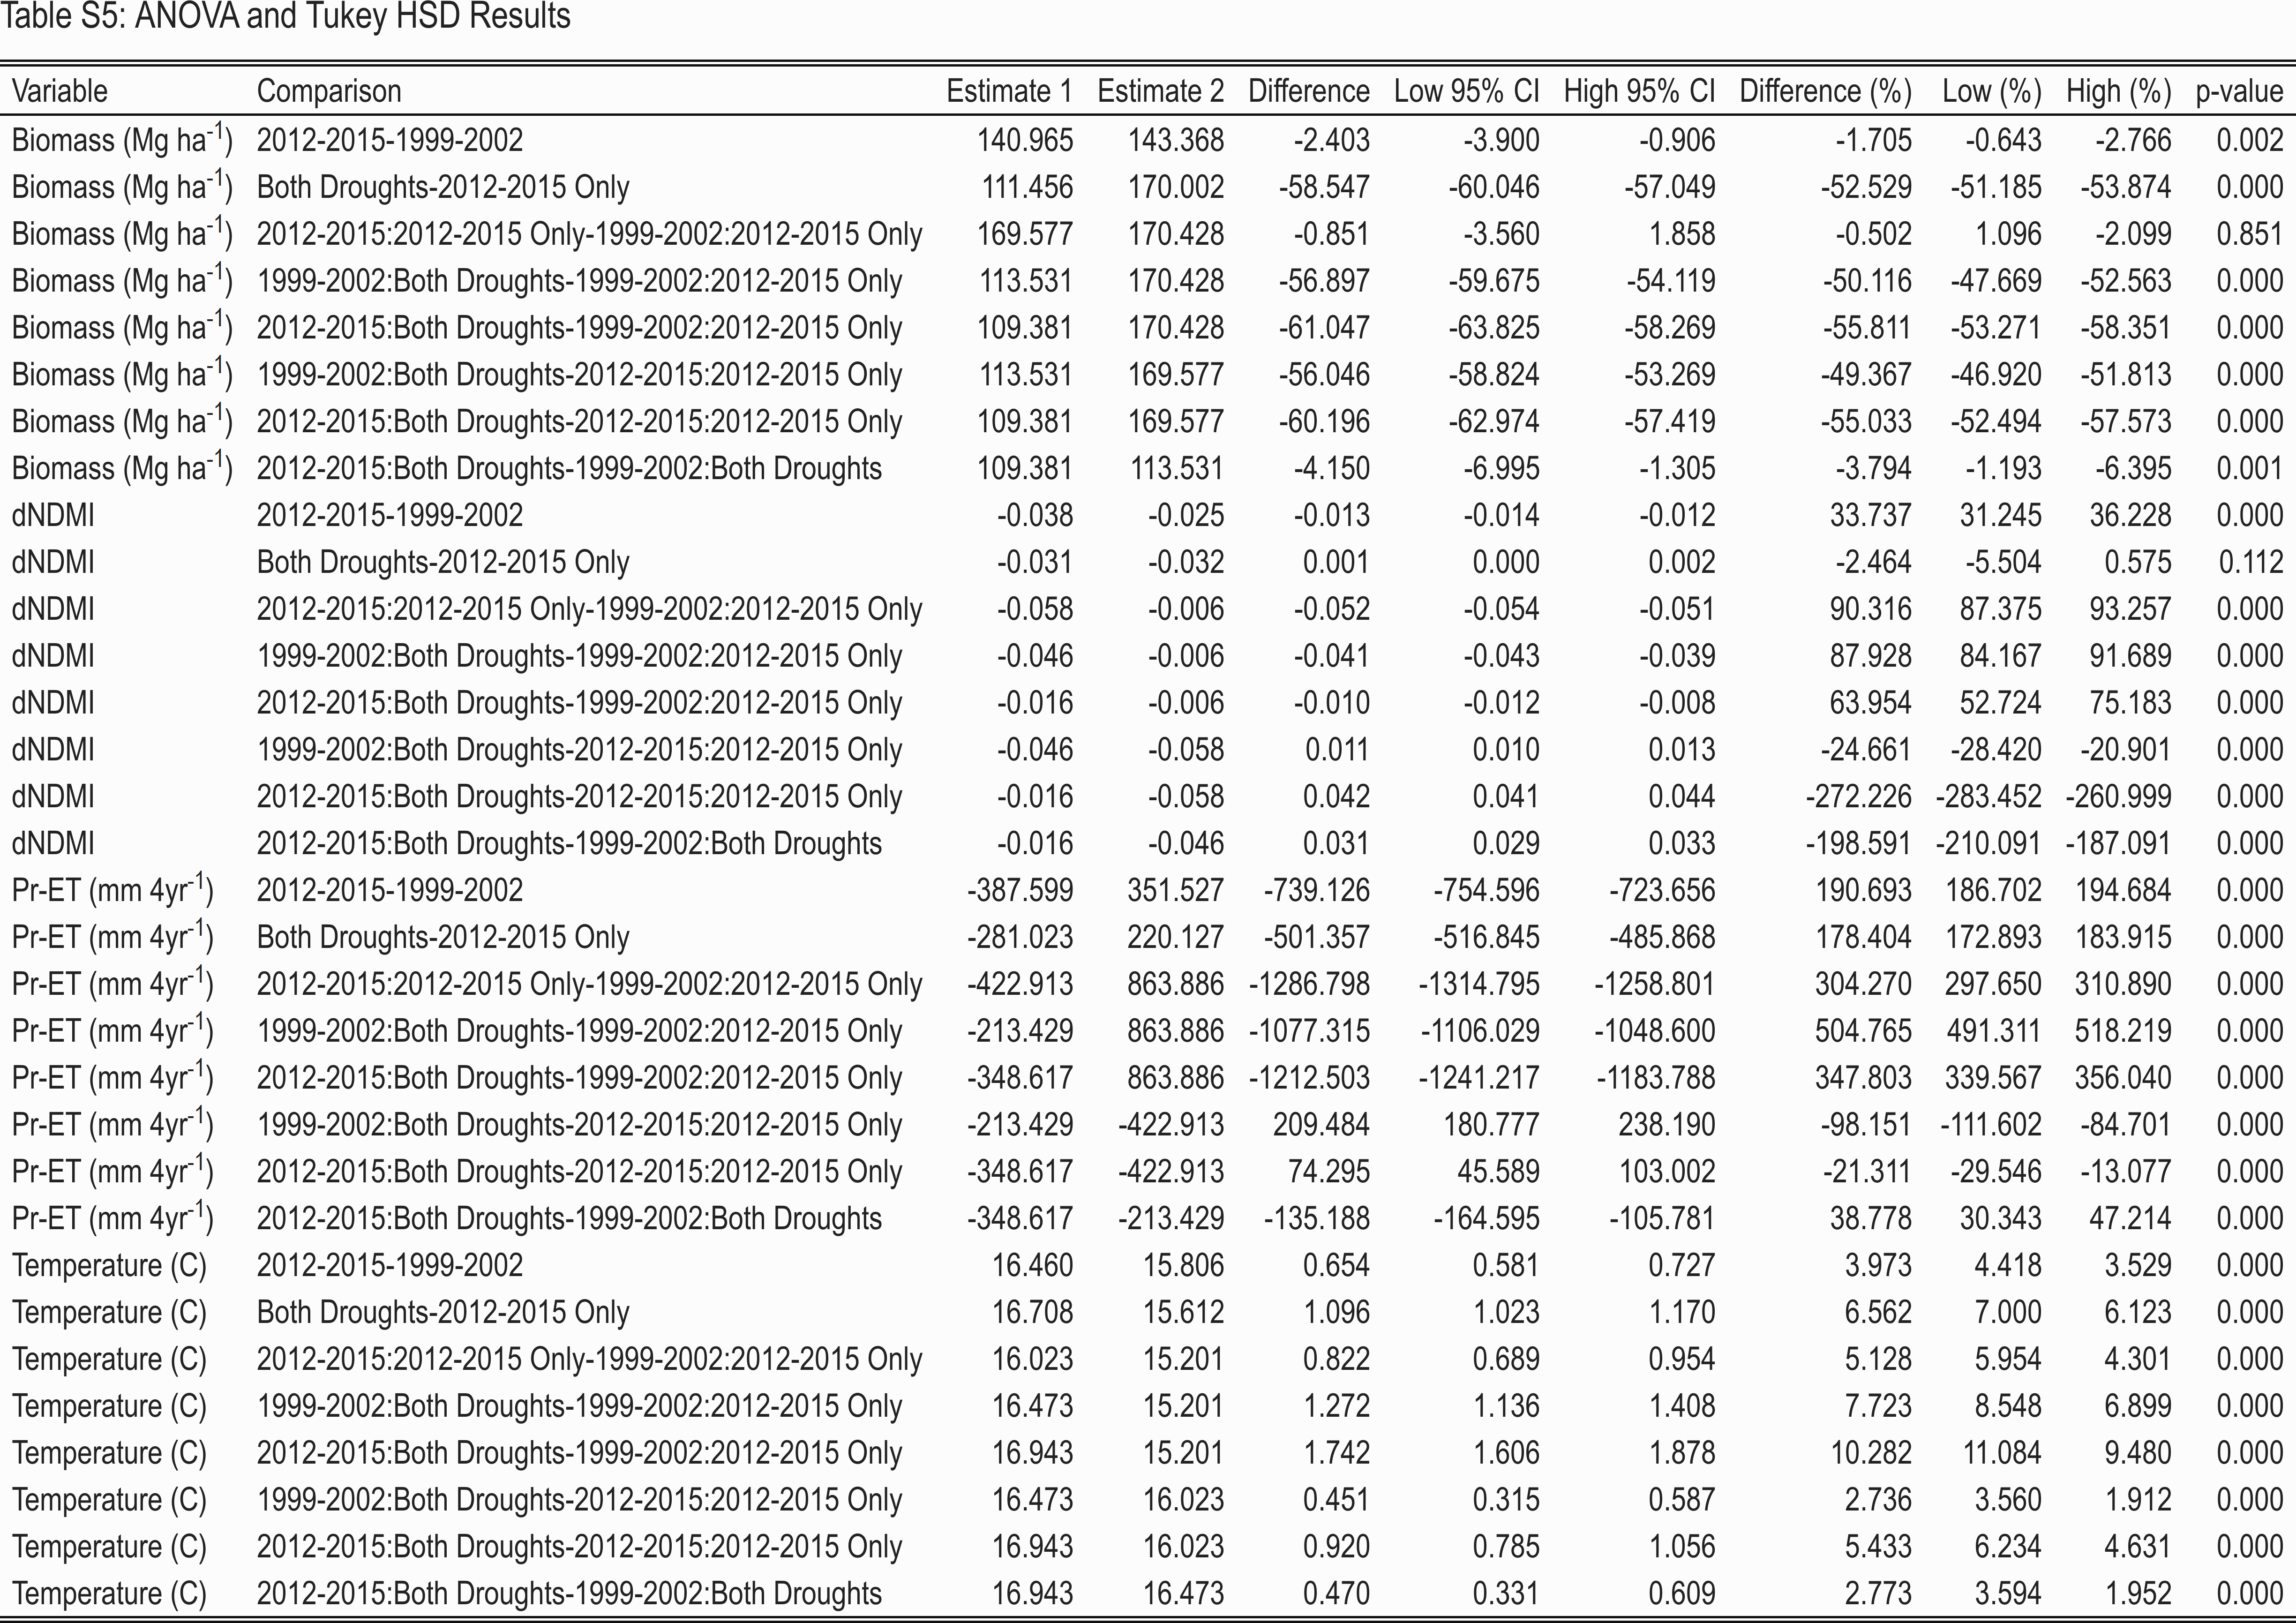 Table S5: ANOVA and Tukey HSD Results
Variable Comparison Estimate 1 Estimate 2 Difference Low 95% CI High 95% CI Difference (%) Low (%) High (%) p-value
Biomass (Mg ha-1) 2012-2015-1999-2002 140.965 143.368 -2.403 -3.900 -0.906 -1.705 -0.643 -2.766 0.002
Biomass (Mg ha-1) Both Droughts-2012-2015 Only 111.456 170.002 -58.547 -60.046 -57.049 -52.529 -51.185 -53.874 0.000
Biomass (Mg ha-1) 2012-2015:2012-2015 Only-1999-2002:2012-2015 Only 169.577 170.428 -0.851 -3.560 1.858 -0.502 1.096 -2.099 0.851
Biomass (Mg ha-1) 1999-2002:Both Droughts-1999-2002:2012-2015 Only 113.531 170.428 -56.897 -59.675 -54.119 -50.116 -47.669 -52.563 0.000
Biomass (Mg ha-1) 2012-2015:Both Droughts-1999-2002:2012-2015 Only 109.381 170.428 -61.047 -63.825 -58.269 -55.811 -53.271 -58.351 0.000
Biomass (Mg ha-1) 1999-2002:Both Droughts-2012-2015:2012-2015 Only 113.531 169.577 -56.046 -58.824 -53.269 -49.367 -46.920 -51.813 0.000
Biomass (Mg ha-1) 2012-2015:Both Droughts-2012-2015:2012-2015 Only 109.381 169.577 -60.196 -62.974 -57.419 -55.033 -52.494 -57.573 0.000
Biomass (Mg ha-1) 2012-2015:Both Droughts-1999-2002:Both Droughts 109.381 113.531 -4.150 -6.995 -1.305 -3.794 -1.193 -6.395 0.001
dNDMI 2012-2015-1999-2002 -0.038 -0.025 -0.013 -0.014 -0.012 33.737 31.245 36.228 0.000
dNDMI Both Droughts-2012-2015 Only -0.031 -0.032 0.001 0.000 0.002 -2.464 -5.504 0.575 0.112
dNDMI 2012-2015:2012-2015 Only-1999-2002:2012-2015 Only -0.058 -0.006 -0.052 -0.054 -0.051 90.316 87.375 93.257 0.000
dNDMI 1999-2002:Both Droughts-1999-2002:2012-2015 Only -0.046 -0.006 -0.041 -0.043 -0.039 87.928 84.167 91.689 0.000
dNDMI 2012-2015:Both Droughts-1999-2002:2012-2015 Only -0.016 -0.006 -0.010 -0.012 -0.008 63.954 52.724 75.183 0.000
dNDMI 1999-2002:Both Droughts-2012-2015:2012-2015 Only -0.046 -0.058 0.011 0.010 0.013 -24.661 -28.420 -20.901 0.000
dNDMI 2012-2015:Both Droughts-2012-2015:2012-2015 Only -0.016 -0.058 0.042 0.041 0.044 -272.226 -283.452 -260.999 0.000
dNDMI 2012-2015:Both Droughts-1999-2002:Both Droughts -0.016 -0.046 0.031 0.029 0.033 -198.591 -210.091 -187.091 0.000
Pr-ET (mm 4yr-1) 2012-2015-1999-2002 -387.599 351.527 -739.126 -754.596 -723.656 190.693 186.702 194.684 0.000
Pr-ET (mm 4yr-1) Both Droughts-2012-2015 Only -281.023 220.127 -501.357 -516.845 -485.868 178.404 172.893 183.915 0.000
Pr-ET (mm 4yr-1) 2012-2015:2012-2015 Only-1999-2002:2012-2015 Only -422.913 863.886 -1286.798 -1314.795 -1258.801 304.270 297.650 310.890 0.000
Pr-ET (mm 4yr-1) 1999-2002:Both Droughts-1999-2002:2012-2015 Only -213.429 863.886 -1077.315 -1106.029 -1048.600 504.765 491.311 518.219 0.000
Pr-ET (mm 4yr-1) 2012-2015:Both Droughts-1999-2002:2012-2015 Only -348.617 863.886 -1212.503 -1241.217 -1183.788 347.803 339.567 356.040 0.000
Pr-ET (mm 4yr-1) 1999-2002:Both Droughts-2012-2015:2012-2015 Only -213.429 -422.913 209.484 180.777 238.190 -98.151 -111.602 -84.701 0.000
Pr-ET (mm 4yr-1) 2012-2015:Both Droughts-2012-2015:2012-2015 Only -348.617 -422.913 74.295 45.589 103.002 -21.311 -29.546 -13.077 0.000
Pr-ET (mm 4yr-1) 2012-2015:Both Droughts-1999-2002:Both Droughts -348.617 -213.429 -135.188 -164.595 -105.781 38.778 30.343 47.214 0.000
Temperature (C) 2012-2015-1999-2002 16.460 15.806 0.654 0.581 0.727 3.973 4.418 3.529 0.000
Temperature (C) Both Droughts-2012-2015 Only 16.708 15.612 1.096 1.023 1.170 6.562 7.000 6.123 0.000
Temperature (C) 2012-2015:2012-2015 Only-1999-2002:2012-2015 Only 16.023 15.201 0.822 0.689 0.954 5.128 5.954 4.301 0.000
Temperature (C) 1999-2002:Both Droughts-1999-2002:2012-2015 Only 16.473 15.201 1.272 1.136 1.408 7.723 8.548 6.899 0.000
Temperature (C) 2012-2015:Both Droughts-1999-2002:2012-2015 Only 16.943 15.201 1.742 1.606 1.878 10.282 11.084 9.480 0.000
Temperature (C) 1999-2002:Both Droughts-2012-2015:2012-2015 Only 16.473 16.023 0.451 0.315 0.587 2.736 3.560 1.912 0.000
Temperature (C) 2012-2015:Both Droughts-2012-2015:2012-2015 Only 16.943 16.023 0.920 0.785 1.056 5.433 6.234 4.631 0.000
Temperature (C) 2012-2015:Both Droughts-1999-2002:Both Droughts 16.943 16.473 0.470 0.331 0.609 2.773 3.594 1.952 0.000